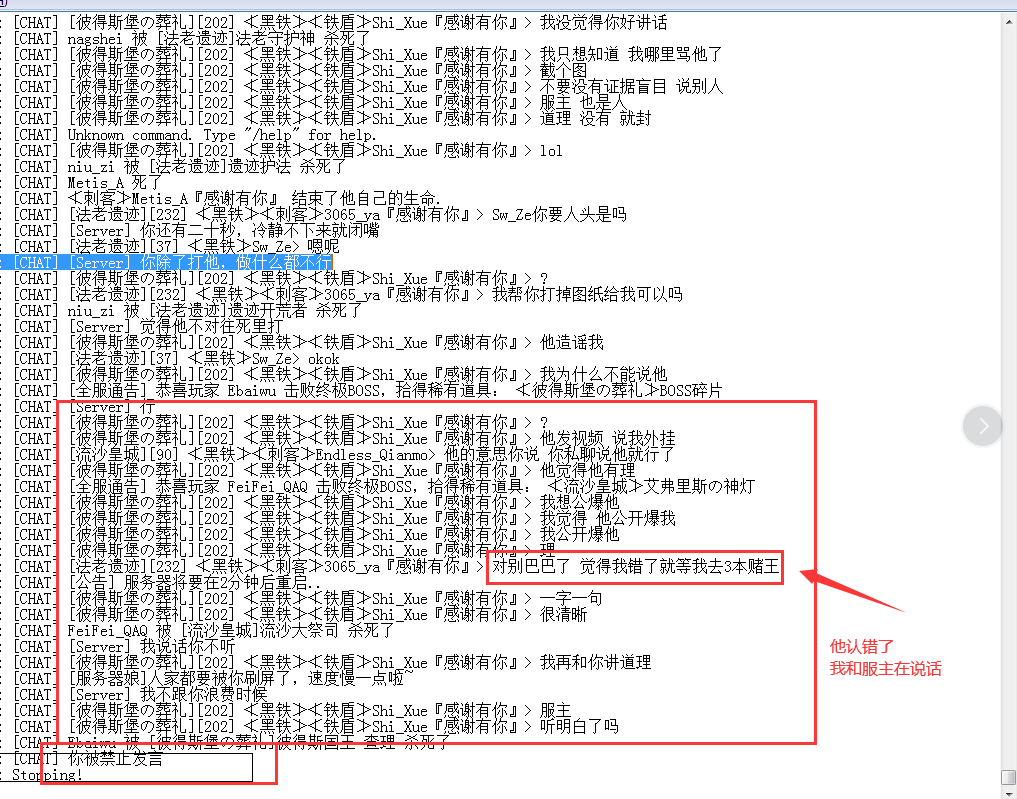 : [CHAT] [彼得斯堡の葬礼][202] ≮黑铁≯≮铁盾≯Shi_Xue『感谢有你』> 我没觉得你好讲话
: [CHAT] nagshei 被 [法老遗迹]法老守护神 杀死了
: [CHAT] [彼得斯堡の葬礼][202] ≮黑铁≯≮铁盾≯Shi_Xue『感谢有你』> 我只想知道 我哪里骂他了
: [CHAT] [彼得斯堡の葬礼][202] ≮黑铁≯≮铁盾≯Shi_Xue『感谢有你』> 截个图
: [CHAT] [彼得斯堡の葬礼][202] ≮黑铁≯≮铁盾≯Shi_Xue『感谢有你』> 不要没有证据盲目 说别人
: [CHAT] [彼得斯堡の葬礼][202] ≮黑铁≯≮铁盾≯Shi_Xue『感谢有你』> 服主 也是人
: [CHAT] [彼得斯堡の葬礼][202] ≮黑铁≯≮铁盾≯Shi_Xue『感谢有你』> 道理 没有 就封
: [CHAT] Unknown command. Type "/help" for help.
: [CHAT] [彼得斯堡の葬礼][202] ≮黑铁≯≮铁盾≯Shi_Xue『感谢有你』> lol
: [CHAT] niu_zi 被 [法老遗迹]遗迹护法 杀死了
: [CHAT] Metis_A 死了
: [CHAT] ≮刺客≯Metis_A『感谢有你』 结束了他自己的生命.
: [CHAT] [法老遗迹][232] ≮黑铁≯≮刺客≯3065_ya『感谢有你』> Sw_Ze你要人头是吗
: [CHAT] [Server] 你还有二十秒，冷静不下来就闭嘴
: [CHAT] [法老遗迹][37] ≮黑铁≯Sw_Ze> 嗯呢
: [CHAT] [Server] 你除了打他，做什么都不行
: [CHAT] [彼得斯堡の葬礼][202] ≮黑铁≯≮铁盾≯Shi_Xue『感谢有你』> ?
: [CHAT] [法老遗迹][232] ≮黑铁≯≮刺客≯3065_ya『感谢有你』> 我帮你打掉图纸给我可以吗
: [CHAT] niu_zi 被 [法老遗迹]遗迹开荒者 杀死了
: [CHAT] [Server] 觉得他不对往死里打
: [CHAT] [彼得斯堡の葬礼][202] ≮黑铁≯≮铁盾≯Shi_Xue『感谢有你』> 他造谣我
: [CHAT] [法老遗迹][37] ≮黑铁≯Sw_Ze> okok
: [CHAT] [彼得斯堡の葬礼][202] ≮黑铁≯≮铁盾≯Shi_Xue『感谢有你』> 我为什么不能说他
: [CHAT] [全服通告] 恭喜玩家 Ebaiwu 击败终极BOSS，拾得稀有道具： ≮彼得斯堡の葬礼≯BOSS碎片
: [CHAT] [Server] 行
: [CHAT] [彼得斯堡の葬礼][202] ≮黑铁≯≮铁盾≯Shi_Xue『感谢有你』> ?
: [CHAT] [彼得斯堡の葬礼][202] ≮黑铁≯≮铁盾≯Shi_Xue『感谢有你』> 他发视频 说我外挂
: [CHAT] [流沙皇城][90] ≮黑铁≯≮刺客≯Endless_Qianmo> 他的意思你说 你私聊说他就行了
: [CHAT] [彼得斯堡の葬礼][202] ≮黑铁≯≮铁盾≯Shi_Xue『感谢有你』> 他觉得他有理
: [CHAT] [全服通告] 恭喜玩家 FeiFei_QAQ 击败终极BOSS，拾得稀有道具： ≮流沙皇城≯艾弗里斯の神灯
: [CHAT] [彼得斯堡の葬礼][202] ≮黑铁≯≮铁盾≯Shi_Xue『感谢有你』> 我想公爆他
: [CHAT] [彼得斯堡の葬礼][202] ≮黑铁≯≮铁盾≯Shi_Xue『感谢有你』> 我觉得 他公开爆我
: [CHAT] [彼得斯堡の葬礼][202] ≮黑铁≯≮铁盾≯Shi_Xue『感谢有你』> 我公开爆他
: [CHAT] [彼得斯堡の葬礼][202] ≮黑铁≯≮铁盾≯Shi_Xue『感谢有你』> 理
: [CHAT] [法老遗迹][232] ≮黑铁≯≮刺客≯3065_ya『感谢有你』> 对别巴巴了 觉得我错了就等我去3本赌王
: [CHAT] [公告] 服务器将要在2分钟后重启..
: [CHAT] [彼得斯堡の葬礼][202] ≮黑铁≯≮铁盾≯Shi_Xue『感谢有你』> 一字一句
: [CHAT] [彼得斯堡の葬礼][202] ≮黑铁≯≮铁盾≯Shi_Xue『感谢有你』> 很清晰
: [CHAT] FeiFei_QAQ 被 [流沙皇城]流沙大祭司 杀死了
: [CHAT] [Server] 我说话你不听
: [CHAT] [彼得斯堡の葬礼][202] ≮黑铁≯≮铁盾≯Shi_Xue『感谢有你』> 我再和你讲道理
: [CHAT] [服务器娘]人家都要被你刷屏了，速度慢一点啦~
: [CHAT] [Server] 我不跟你浪费时候
: [CHAT] [彼得斯堡の葬礼][202] ≮黑铁≯≮铁盾≯Shi_Xue『感谢有你』> 服主
: [CHAT] [彼得斯堡の葬礼][202] ≮黑铁≯≮铁盾≯Shi_Xue『感谢有你』> 听明白了吗
: [CHAT] Ebaiwu 被 [彼得斯堡の葬礼]彼得斯国王 查理 杀死了
: [CHAT] 你被禁止发言
: Stopping!
他认错了
我和服主在说话